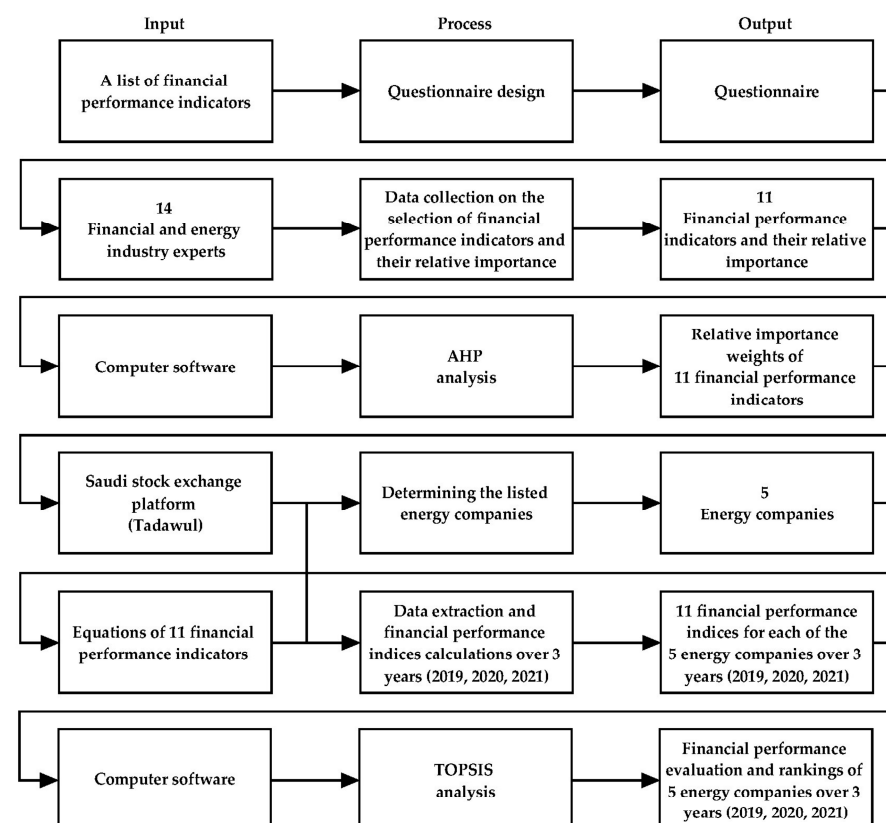 Input
Process
Output
A list of financial
performance indicators
Questionnaire design
Questionnaire
14
Financial and energy
industry experts
Data collection on the
selection of financial
performance indicators and
their relative importance
11
Financial performance
indicators and their relative
importance
Computer software
AHP
analysis
Relative importance
weights of
11 financial performance
indicators
Saudi stock exchange
platform
(Tadawul)
Determining the listed
energy companies
5
Energy companies
Equations of 11 financial
performance indicators
Data extraction and
financial performance
indices calculations over 3
years (2019, 2020, 2021)
11 financial performance
indices for each of the
5 energy companies over 3
years (2019, 2020, 2021)
Computer software
TOPSIS
analysis
Financial performance
evaluation and rankings of
5 energy companies over 3
years (2019, 2020, 2021)